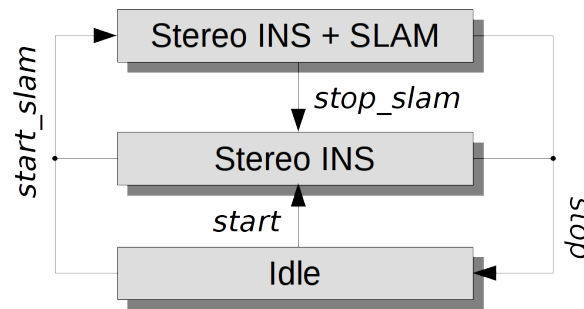 Stereo INS + SLAM
start_slam
stop_slam
Stereo INS
start
stop
Idle